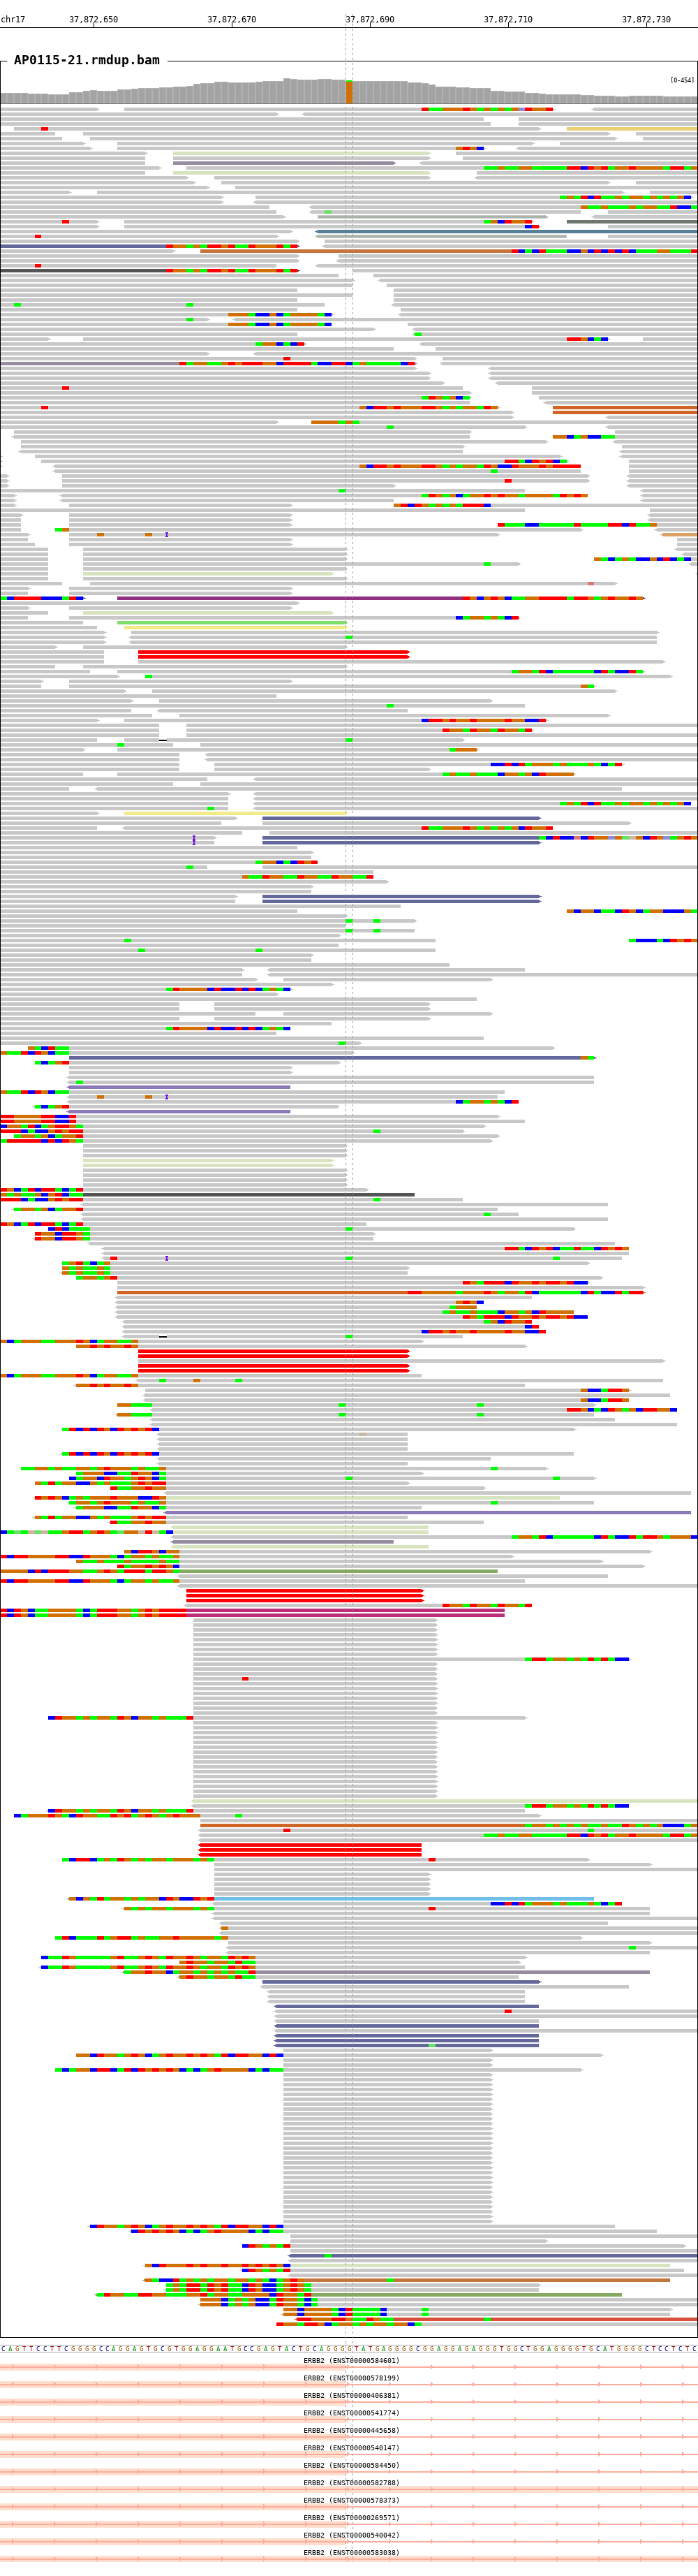 chr17 37,872,650 37,872,670 37,872,690 37,872,710 37,872,730
AP0115-21.rmdup.bam
[0-454]
CAGTTCCTTCGGGGCCAGGAGTGCGTGGAGGAATGCCGAGTACTGCAGGGGTATGAGGGGCGGAGGAGAGGGTGGCTGGAGGGGTGCATGGGGCTCCTCTC
ERBB2 (ENST00000584601)
ERBB2 (ENST00000578199)
ERBB2 (ENST00000406381)
ERBB2 (ENST00000541774)
ERBB2 (ENST00000445658)
ERBB2 (ENST00000540147)
ERBB2 (ENST00000584450)
ERBB2 (ENST00000582788)
ERBB2 (ENST00000578373)
ERBB2 (ENST00000269571)
ERBB2 (ENST00000540042)
ERBB2 (ENST00000583038)